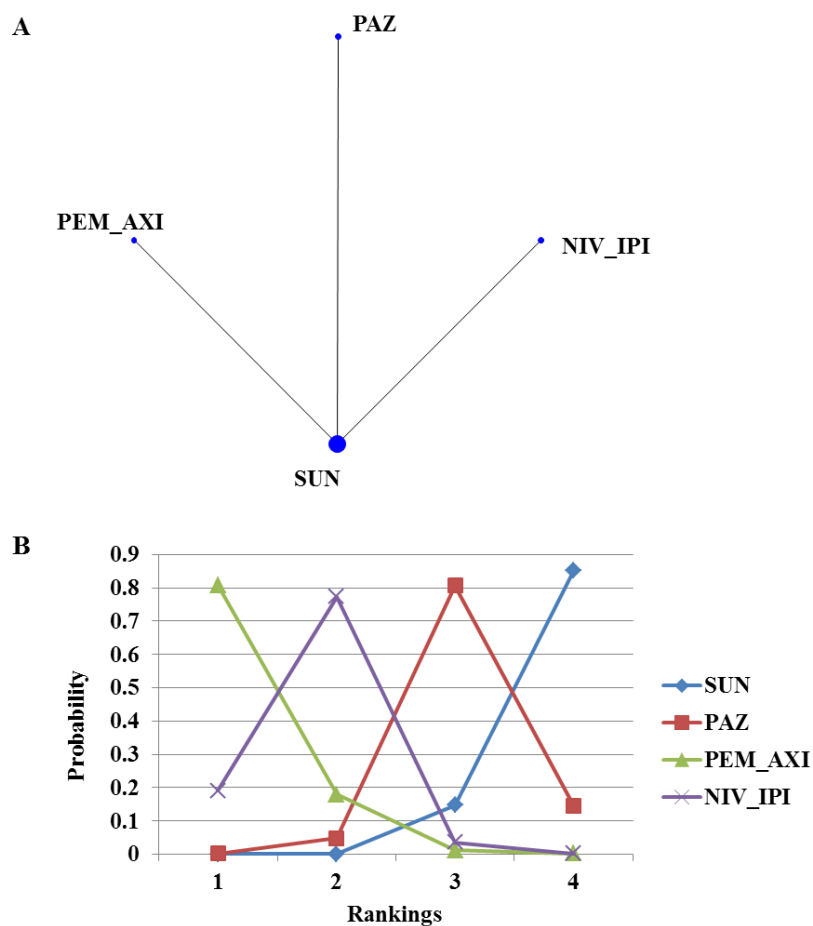 A
PAZ
PEM_AXI
NIV_IPI
SUN
B
0.9
0.8
0.7
0.6
0.5
0.4
0.3
0.2
0.1
0
Probability
1 2 3 4
Rankings
SUN
PAZ
PEM_AXI
NIV_IPI